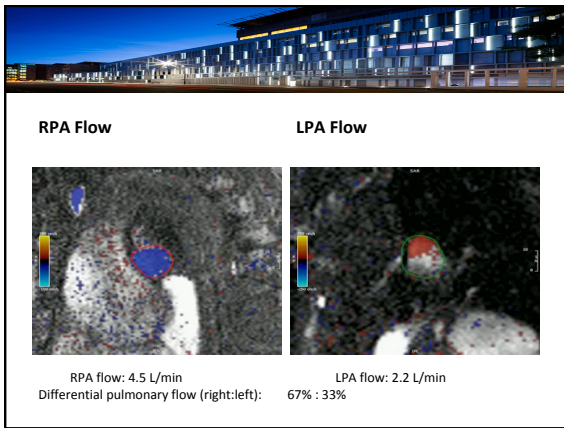 RPA Flow
LPA Flow
RPA flow: 4.5 L/min
LPA flow: 2.2 L/min
Differential pulmonary flow (right:left): 67% : 33%